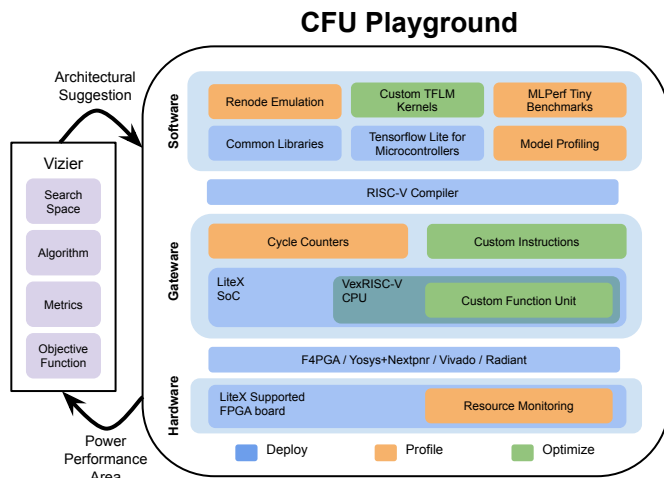 CFU Playground
Architectural
Suggestion
Vizier
Search
Space
Algorithm
Metrics
Objective
Function
Power
Performance
Area
Software
Renode Emulation
Custom TFLM
Kernels
MLPerf Tiny
Benchmarks
Common Libraries
Tensorflow Lite for
Microcontrollers
Model Profiling
RISC-V Compiler
Gateware
Cycle Counters
Custom Instructions
LiteX
SoC
VexRISC-V
CPU
Custom Function Unit
F4PGA / Yosys+Nextpnr / Vivado / Radiant
Hardware
LiteX Supported
FPGA board
Resource Monitoring
Deploy
Profile
Optimize